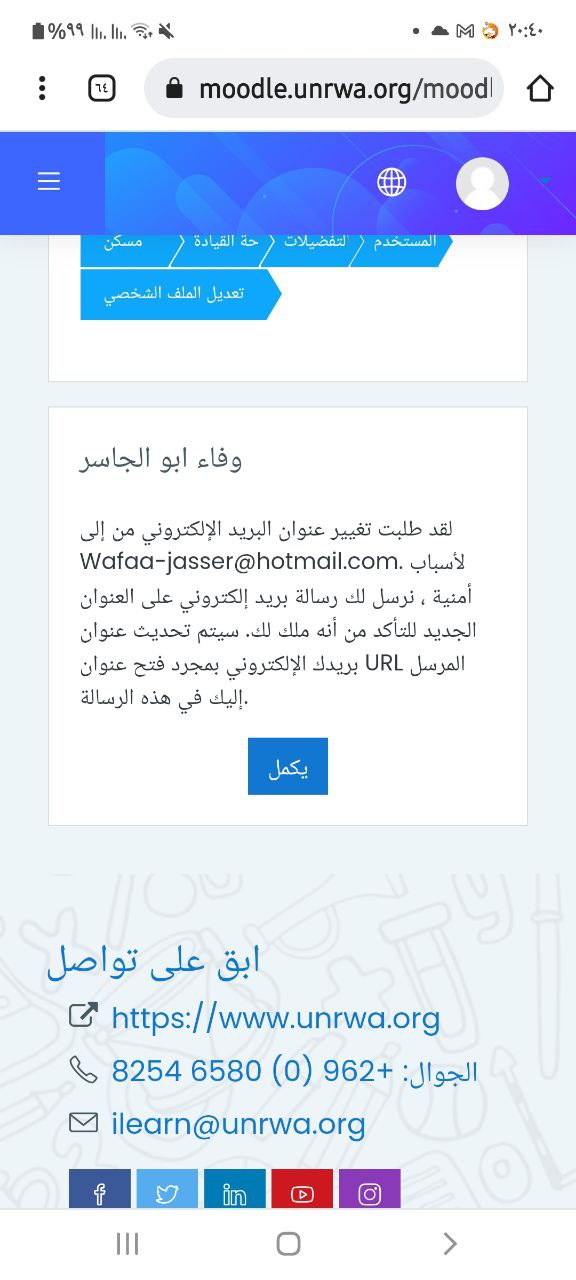 %٩٩
٢٠:٤٠
٦٤
moodle.unrwa.org/mood
المستخدم
لتفضيلات
حة القيادة
مسكن
تعديل الملف الشخصي
وفاء ابو الجاسر
لقد طلبت تغيير عنوان البريد الإلكتروني من إلى
Wafaa-jasser@hotmail.com. لأسباب
أمنية ، نرسل لك رسالة بريد إلكتروني على العنوان
الجديد للتأكد من أنه ملك لك. سيتم تحديث عنوان
بريدك الإلكتروني بمجرد فتح عنوان URL المرسل
إليك في هذه الرسالة.
يكمل
ابق على تواصل
https://www.unrwa.org
الجوال: +962 (0) 6580 8254
ilearn@unrwa.org